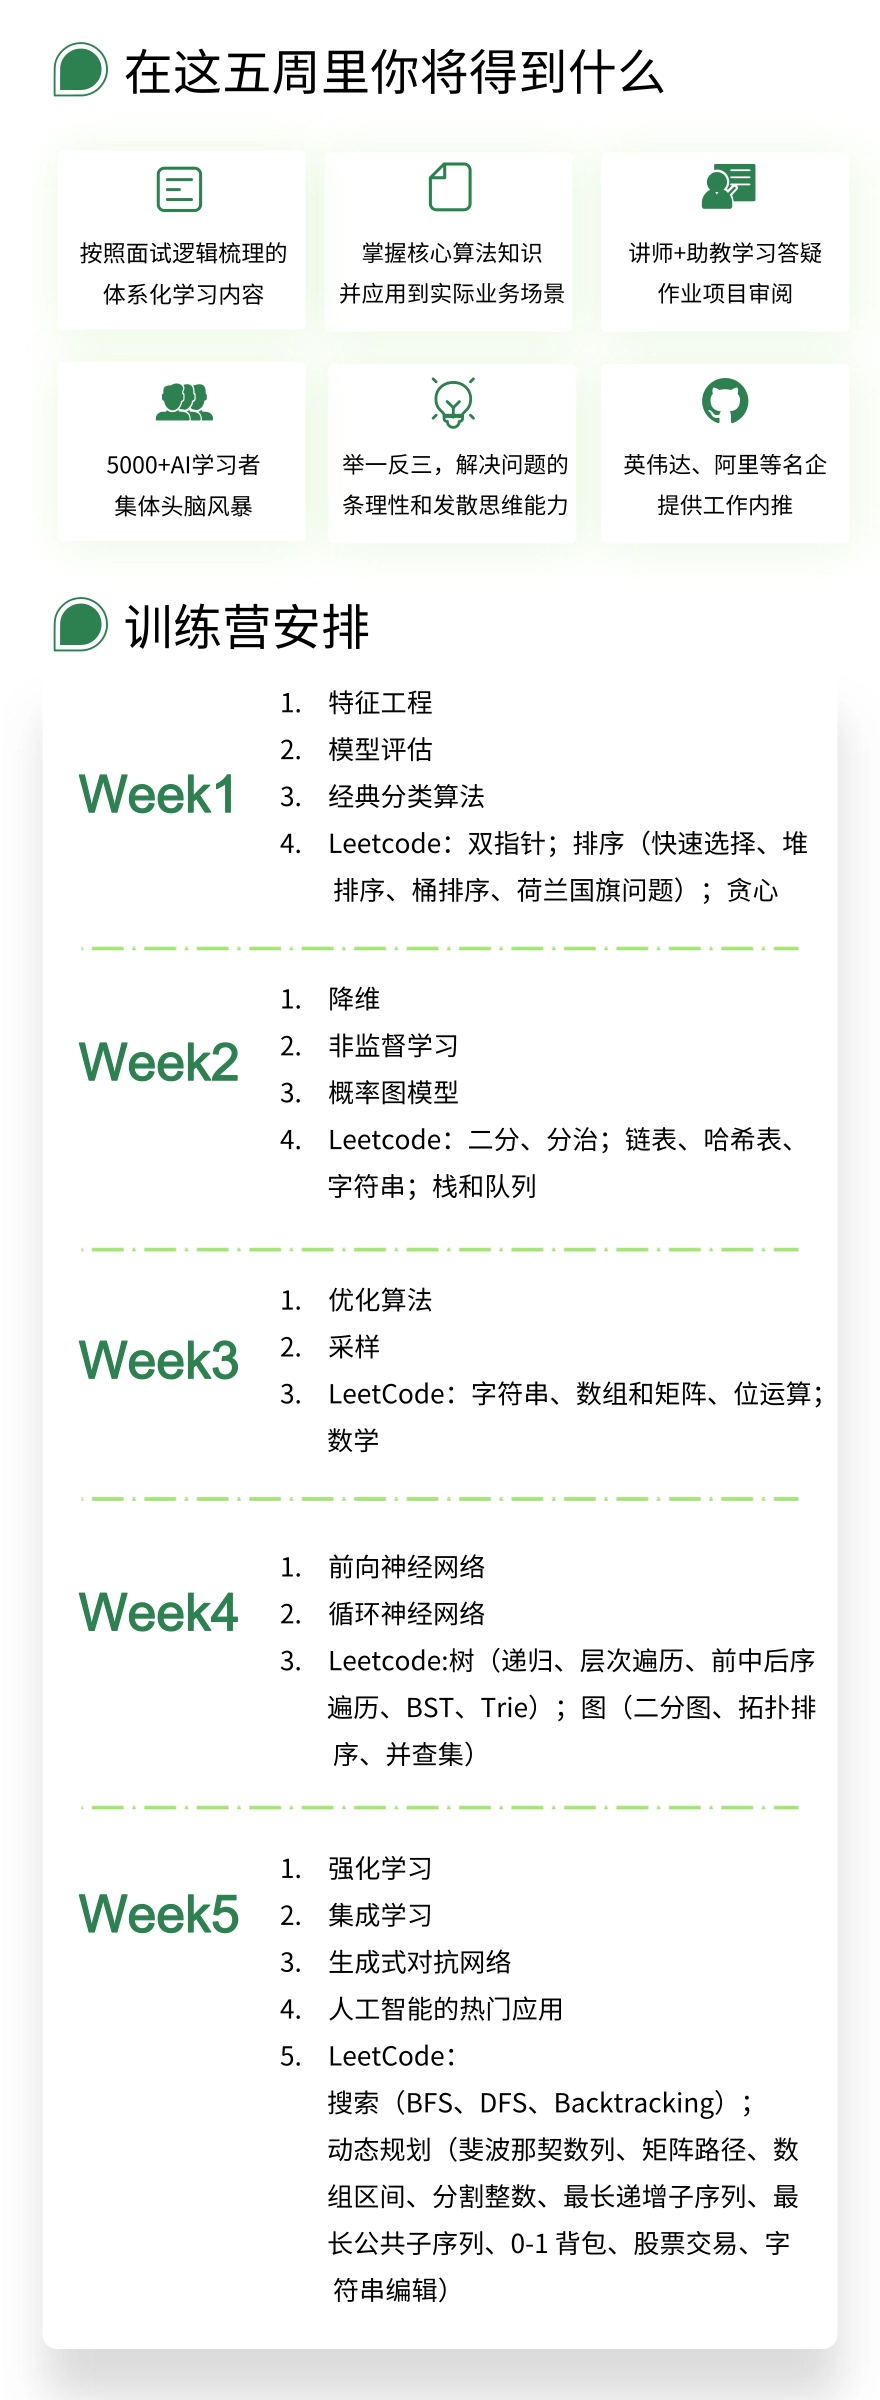 在这五周里你将得到什么
按照面试逻辑梳理的
体系化学习内容
掌握核心算法知识
并应用到实际业务场景
讲师+助教学习答疑
作业项目审阅
5000+AI学习者
集体头脑风暴
举一反三，解决问题的
条理性和发散思维能力
英伟达、阿里等名企
提供工作内推
训练营安排
Week1
1. 特征工程
2. 模型评估
3. 经典分类算法
4. Leetcode：双指针；排序（快速选择、堆
排序、桶排序、荷兰国旗问题）；贪心
Week2
1. 降维
2. 非监督学习
3. 概率图模型
4. Leetcode：二分、分治；链表、哈希表、
字符串；栈和队列
Week3
1. 优化算法
2. 采样
3. LeetCode：字符串、数组和矩阵、位运算；
数学
Week4
1. 前向神经网络
2. 循环神经网络
3. Leetcode:树（递归、层次遍历、前中后序
遍历、BST、Trie）；图（二分图、拓扑排
序、并查集）
Week5
1. 强化学习
2. 集成学习
3. 生成式对抗网络
4. 人工智能的热门应用
5. LeetCode：
搜索（BFS、DFS、Backtracking）；
动态规划（斐波那契数列、矩阵路径、数
组区间、分割整数、最长递增子序列、最
长公共子序列、0-1 背包、股票交易、字
符串编辑）